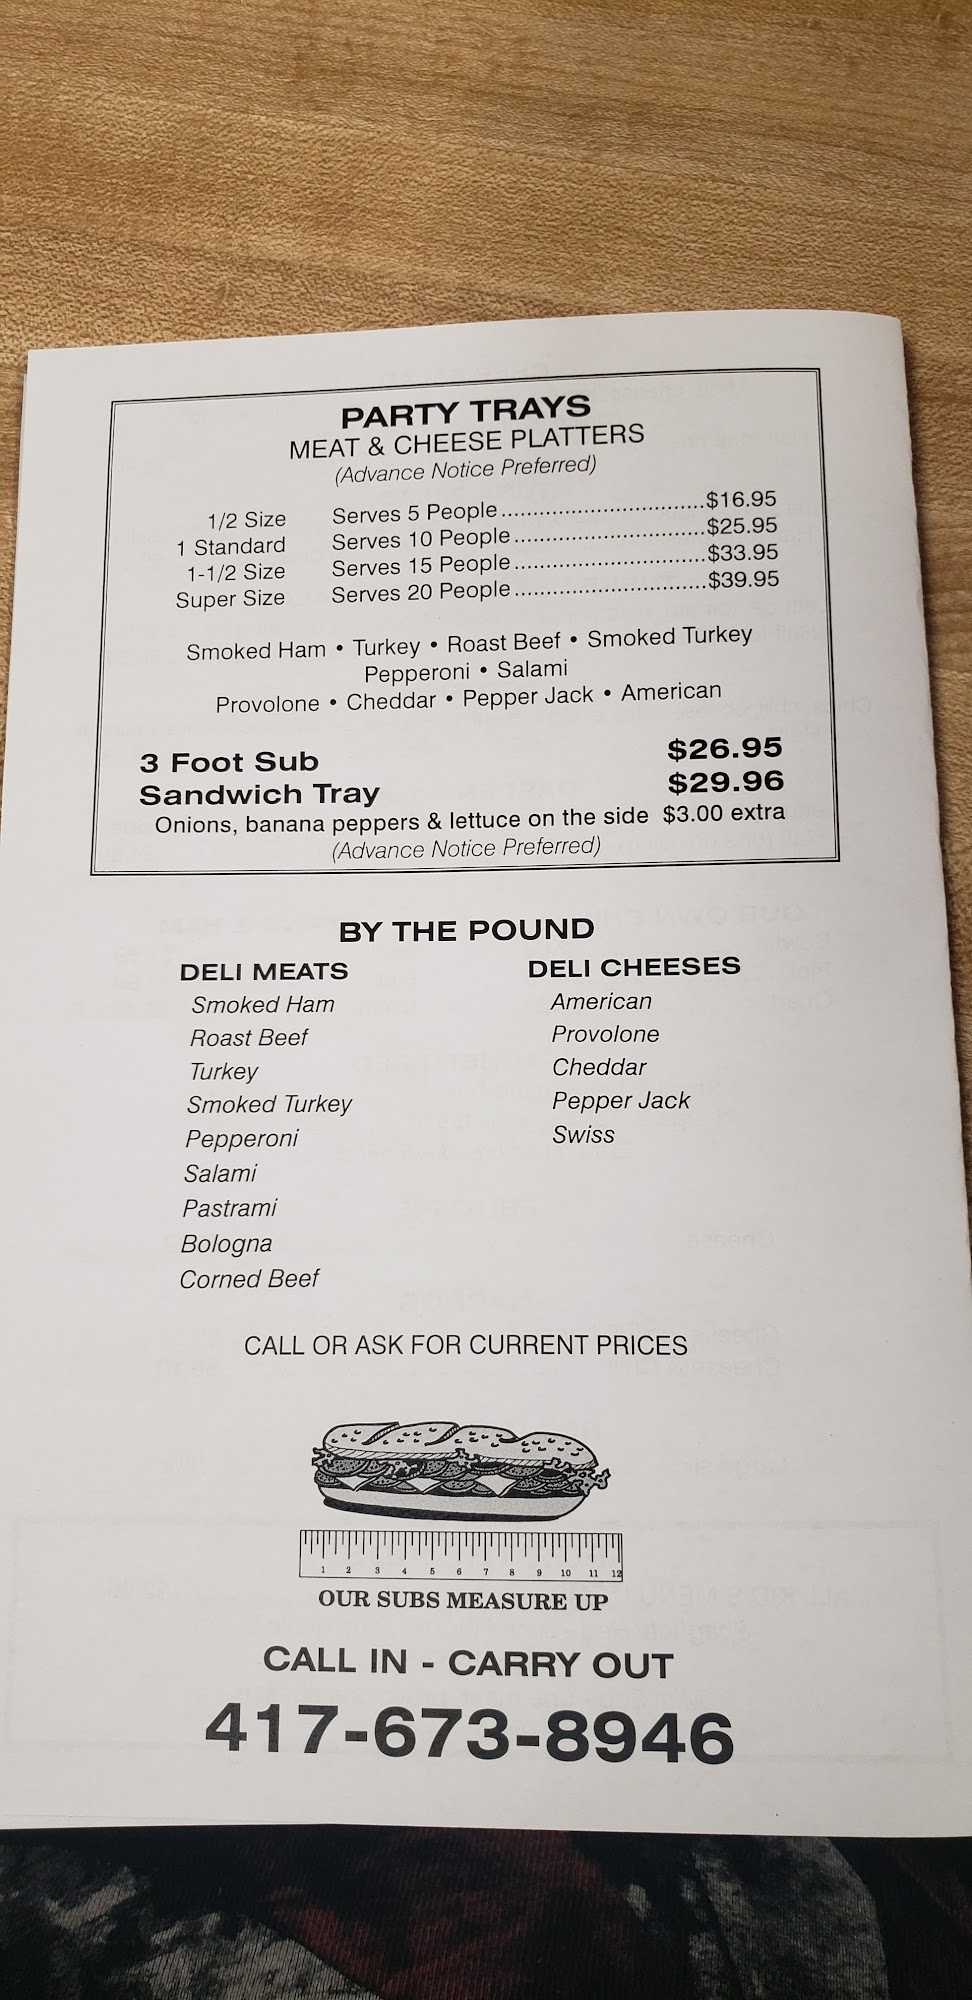 PARTY TRAYS
MEAT & CHEESE PLATTERS
(Advance Notice Preferred)
1/2 Size Serves 5 People..............................$16.95
1 Standard Serves 10 People............................$25.95
1-1/2 Size Serves 15 People............................$33.95
Super Size Serves 20 People............................$39.95
Smoked Ham • Turkey • Roast Beef • Smoked Turkey
Pepperoni • Salami
Provolone • Cheddar • Pepper Jack • American
3 Foot Sub $26.95
Sandwich Tray $29.96
Onions, banana peppers & lettuce on the side $3.00 extra
(Advance Notice Preferred)
BY THE POUND
DELI MEATS DELI CHEESES
Smoked Ham American
Roast Beef Provolone
Turkey Cheddar
Smoked Turkey Pepper Jack
Pepperoni Swiss
Salami
Pastrami
Bologna
Corned Beef
CALL OR ASK FOR CURRENT PRICES
1 2 3 4 5 6 7 8 9 10 11 12
OUR SUBS MEASURE UP
CALL IN - CARRY OUT
417-673-8946